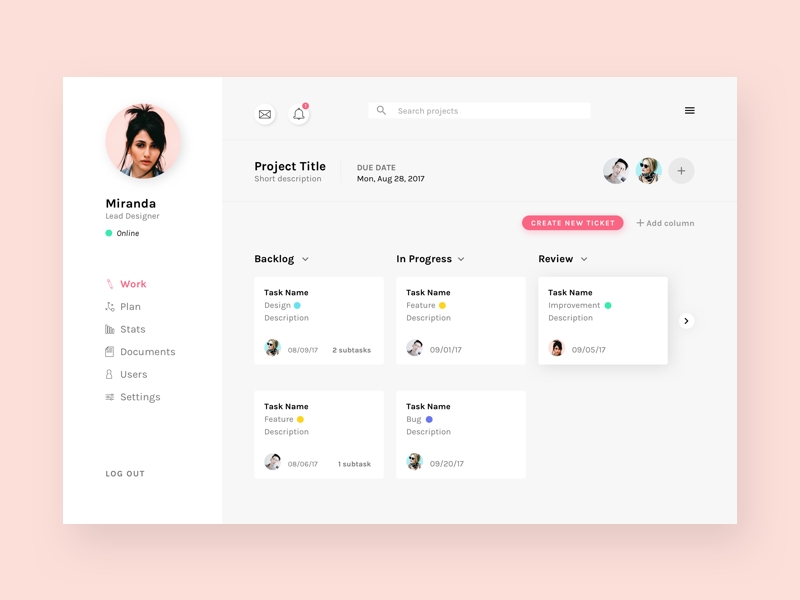 Miranda
Lead Designer
Online
Work
Plan
Stats
Documents
Users
Settings
LOG OUT
Search projects
Project Title
Short description
DUE DATE
Mon, Aug 28, 2017
CREATE NEW TICKET
Add column
Backlog
Task Name
Design
Description
08/09/17 2 subtasks
Task Name
Feature
Description
08/06/17 1 subtask
In Progress
Task Name
Feature
Description
09/01/17
Task Name
Bug
Description
09/20/17
Review
Task Name
Improvement
Description
09/05/17